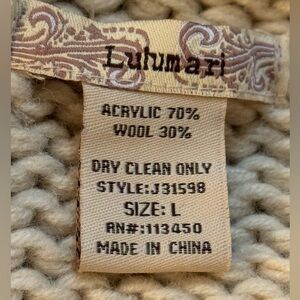 Lulumari
ACRYLIC 70%
WOOL 30%
DRY CLEAN ONLY
STYLE:J31598
SIZE: L
RN#:113450
MADE IN CHINA